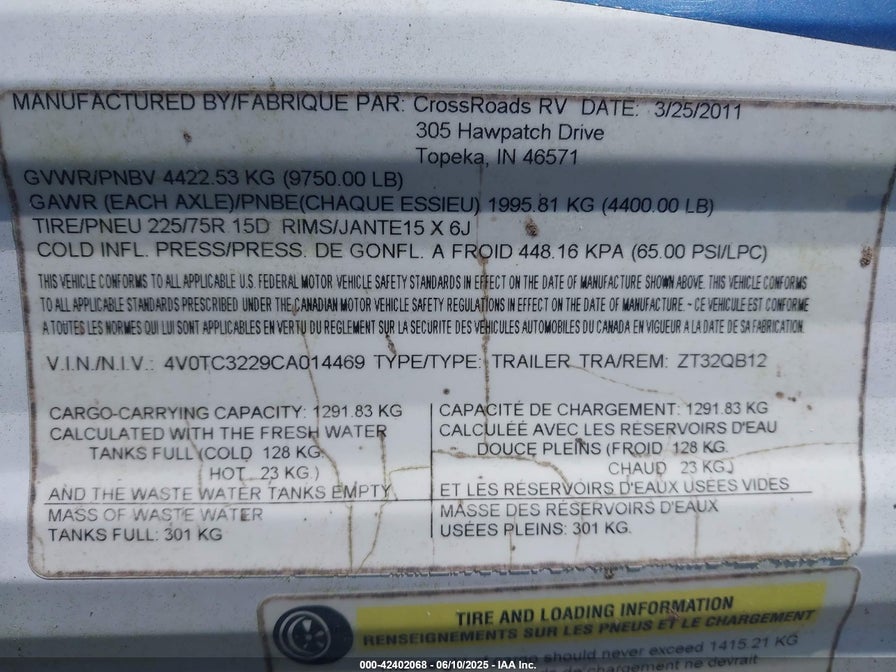 MANUFACTURED BY/FABRIQUE PAR: CrossRoads RV DATE: 3/25/2011
305 Hawpatch Drive
Topeka, IN 46571
GVWR/PNBV 4422.53 KG (9750.00 LB)
GAWR (EACH AXLE)/PNBE(CHAQUE ESSIEU) 1995.81 KG (4400.00 LB)
TIRE/PNEU 225/75R 15D RIMS/JANTE15 X 6J
COLD INFL. PRESS/PRESS. DE GONFL. A FROID 448.16 KPA (65.00 PSI/LPC)
THIS VEHICLE CONFORMS TO ALL APPLICABLE U.S. FEDERAL MOTOR VEHICLE SAFETY STANDARDS IN EFFECT ON THE DATE OF MANUFACTURE SHOWN ABOVE. THIS VEHICLE CONFORMS
TO ALL APPLICABLE STANDARDS PRESCRIBED UNDER THE CANADIAN MOTOR VEHICLE SAFETY REGULATIONS IN EFFECT ON THE DATE OF MANUFACTURE. - CE VEHICULE EST CONFORME
A TOUTES LES NORMES QUI LUI SONT APPLICABLES EN VERTU DU REGLEMENT SUR LA SECURITE DES VEHICULES AUTOMOBILES DU CANADA EN VIGUEUR A LA DATE DE SA FABRICATION.
V.I.N./N.I.V.: 4V0TC3229CA014469 TYPE/TYPE: TRAILER TRA/REM: ZT32QB12
CARGO-CARRYING CAPACITY: 1291.83 KG
CALCULATED WITH THE FRESH WATER
TANKS FULL(COLD 128 KG.
HOT 23 KG.)
AND THE WASTE WATER TANKS EMPTY
MASS OF WASTE WATER
TANKS FULL: 301 KG
CAPACITÉ DE CHARGEMENT: 1291.83 KG
CALCULÉE AVEC LES RÉSERVOIRS D'EAU
DOUCE PLEINS (FROID 128 KG.
CHAUD 23 KG.)
ET LES RÉSERVOIRS D'EAUX USÉES VIDES
MASSE DES RÉSERVOIRS D'EAUX
USÉES PLEINS: 301 KG.
TIRE AND LOADING INFORMATION
RENSEIGNEMENTS SUR LES PNEUS ET LE CHARGEMENT
should never exceed 1415.21 KG
chargement ne devrait
000-42402068 - 06/10/2025 - IAA Inc.